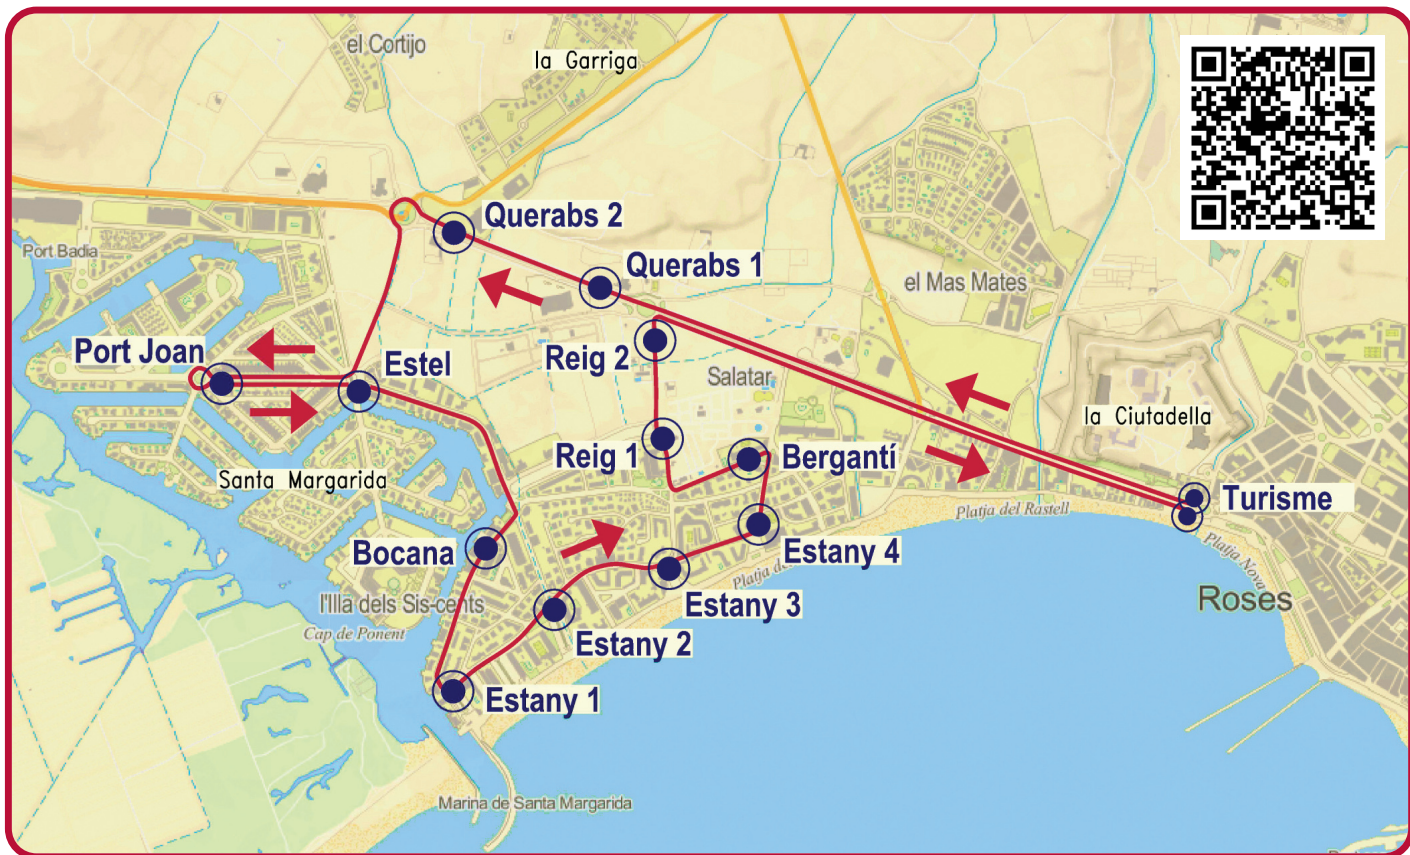 el Cortijo
la Garriga
Querabs 2
Port Badia
Querabs 1
el Mas Mates
Port Joan
Estel
Reig 2
Salatar
la Ciutadella
Reig 1
Bergantí
Santa Margarida
Turisme
Platja del Rastell
Bocana
Estany 4
Platja Nova
Platja de
l'Illa dels Sis-cents
Estany 3
Roses
Cap de Ponent
Estany 2
Estany 1
Marina de Santa Margarida